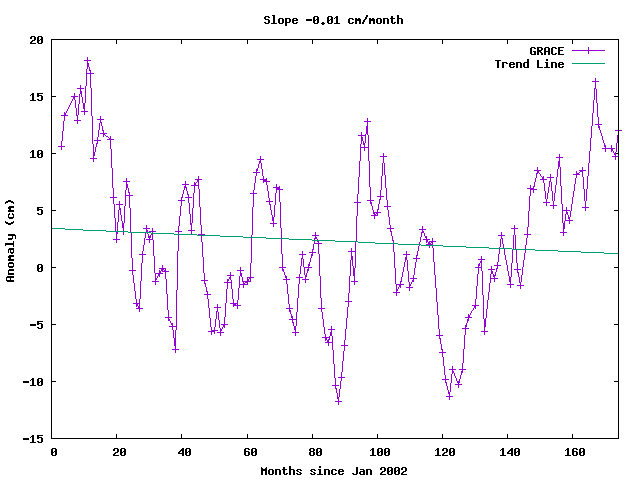 Slope -0.01 cm/month
20
15
10
5
0
-5
-10
-15
Anomaly (cm)
GRACE
Trend Line
0 20 40 60 80 100 120 140 160
Months since Jan 2002